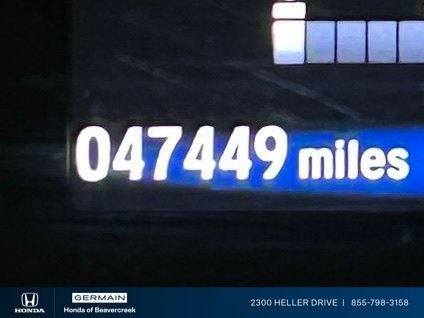 047449 miles
HONDA
GERMAIN
Honda of Beavercreek
2300 HELLER DRIVE | 855-798-3158